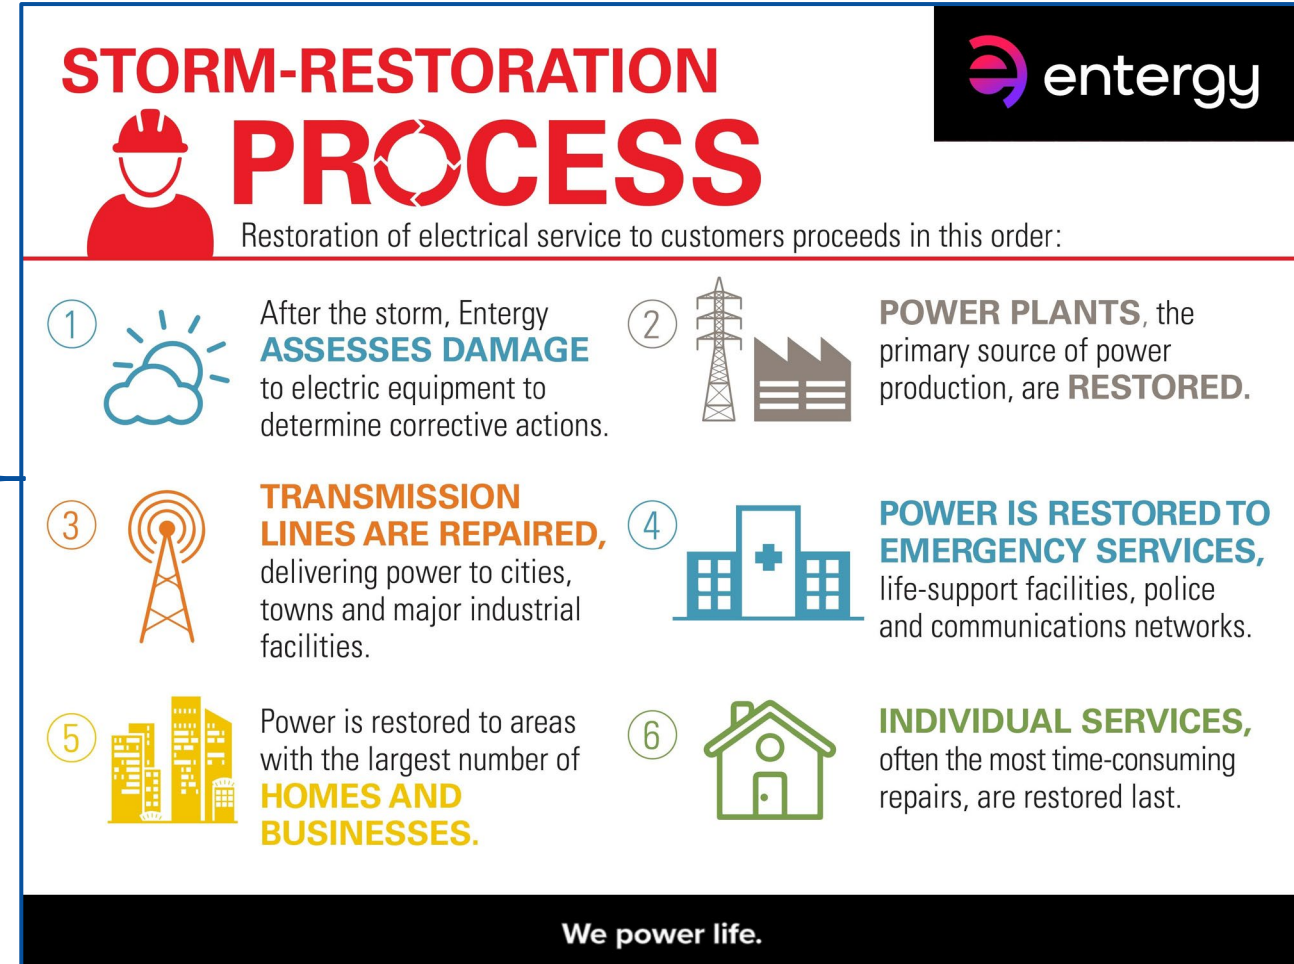 STORM-RESTORATION
PROCESS
entergy
Restoration of electrical service to customers proceeds in this order:
1
After the storm, Entergy
ASSESSES DAMAGE
to electric equipment to
determine corrective actions.
2
POWER PLANTS, the
primary source of power
production, are RESTORED.
3
TRANSMISSION
LINES ARE REPAIRED,
delivering power to cities,
towns and major industrial
facilities.
4
POWER IS RESTORED TO
EMERGENCY SERVICES,
life-support facilities, police
and communications networks.
5
Power is restored to areas
with the largest number of
HOMES AND
BUSINESSES.
6
INDIVIDUAL SERVICES,
often the most time-consuming
repairs, are restored last.
We power life.